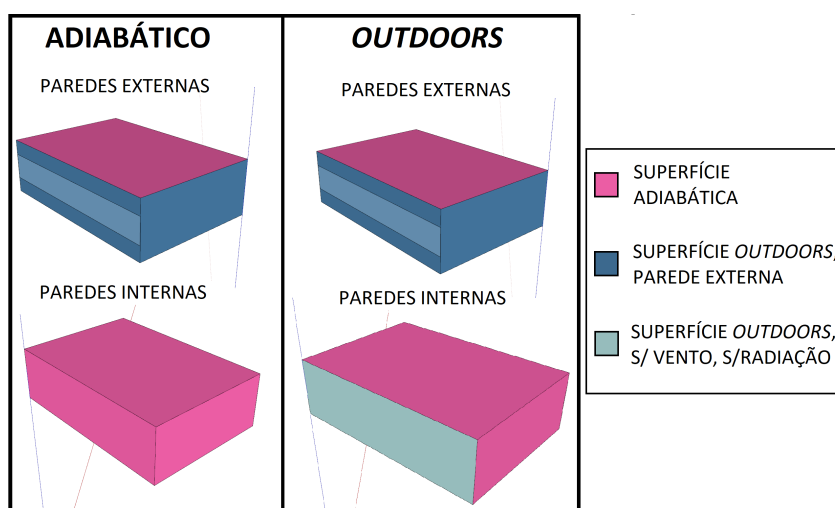 ADIABÁTICO
PAREDES EXTERNAS
PAREDES INTERNAS
OUTDOORS
PAREDES EXTERNAS
PAREDES INTERNAS
SUPERFÍCIE
ADIABÁTICA
SUPERFÍCIE OUTDOORS,
PAREDE EXTERNA
SUPERFÍCIE OUTDOORS,
S/ VENTO, S/RADIAÇÃO